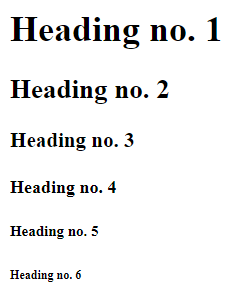 Heading no. 1
Heading no. 2
Heading no. 3
Heading no. 4
Heading no. 5
Heading no. 6